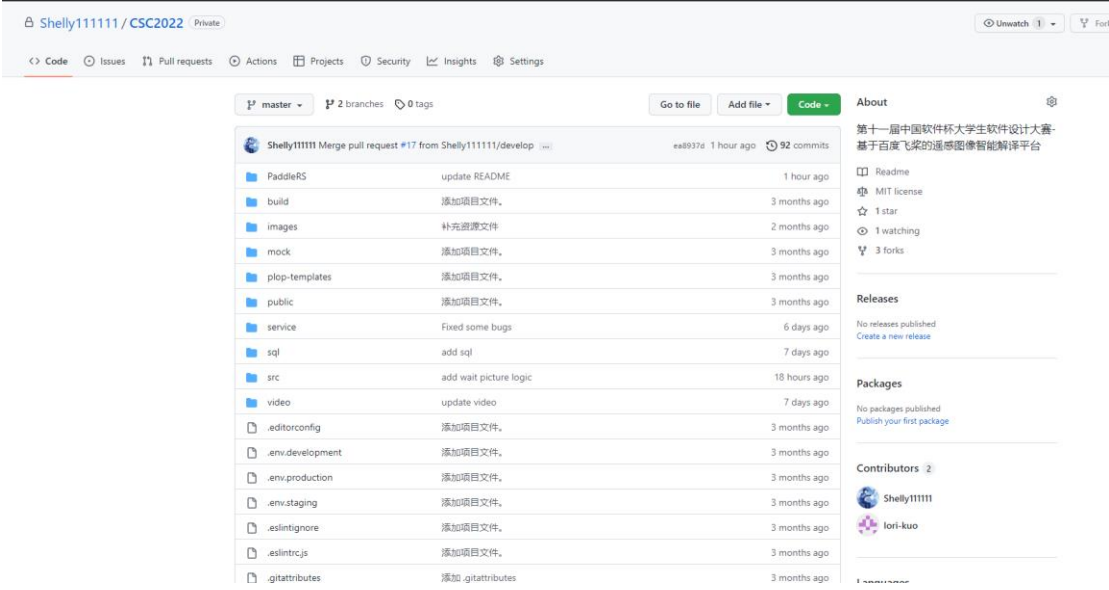 Shelly111111 / CSC2022 Private
Unwatch 1
For
Code Issues Pull requests Actions Projects Security Insights Settings
master 2 branches 0 tags Go to file Add file Code
Shelly111111 Merge pull request #17 from Shelly111111/develop ... ea8937d 1 hour ago 92 commits
PaddleRS update README 1 hour ago
build 添加项目文件。 3 months ago
images 补充资源文件 2 months ago
mock 添加项目文件。 3 months ago
plop-templates 添加项目文件。 3 months ago
public 添加项目文件。 3 months ago
service Fixed some bugs 6 days ago
sql add sql 7 days ago
src add wait picture logic 18 hours ago
video update video 7 days ago
.editorconfig 添加项目文件。 3 months ago
.env.development 添加项目文件。 3 months ago
.env.production 添加项目文件。 3 months ago
.env.staging 添加项目文件。 3 months ago
.eslintignore 添加项目文件。 3 months ago
.eslintrc.js 添加项目文件。 3 months ago
.gitattributes 添加 .gitattributes 3 months ago
About
第十一届中国软件杯大学生软件设计大赛-
基于百度飞桨的遥感图像智能解译平台
Readme
MIT license
1 star
1 watching
3 forks
Releases
No releases published
Create a new release
Packages
No packages published
Publish your first package
Contributors 2
Shelly111111
lori-kuo
Languages